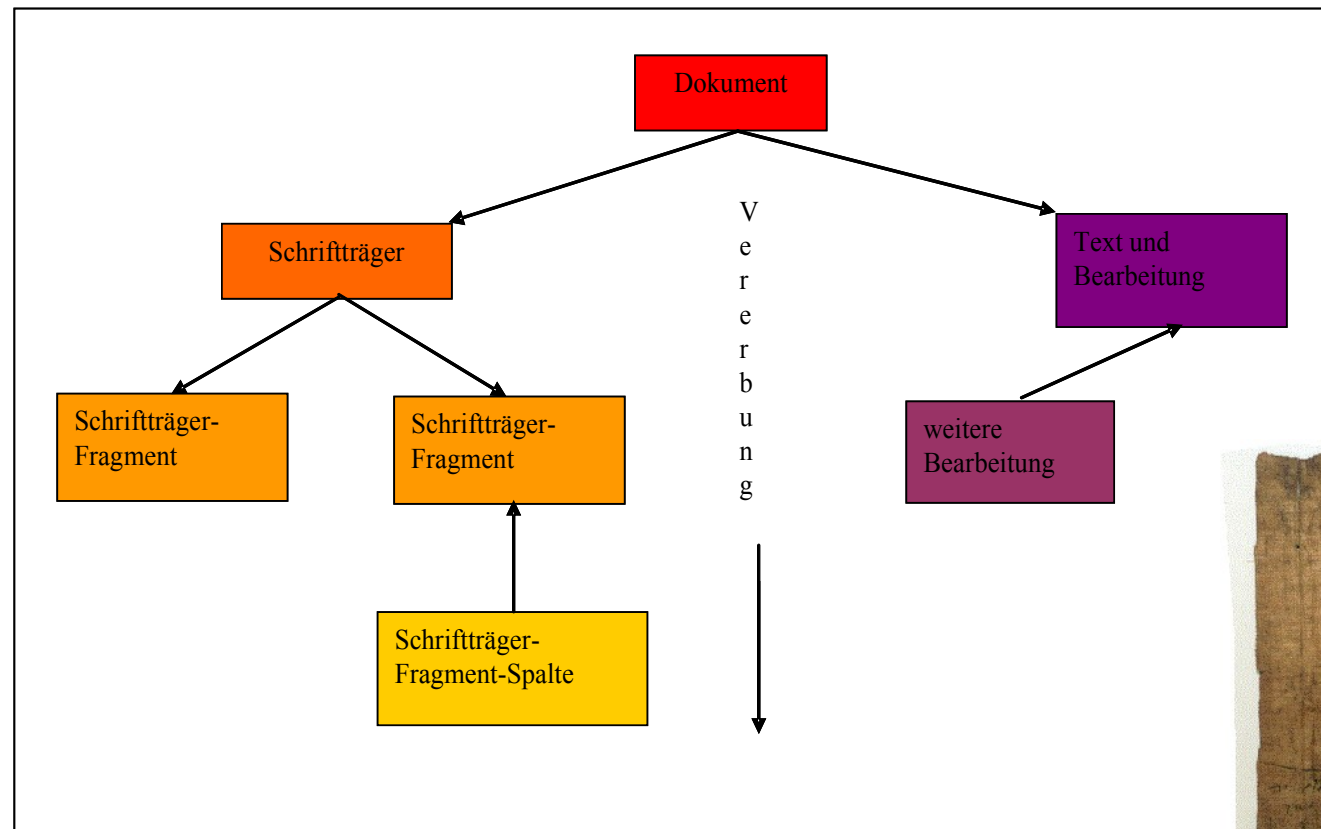 Dokument
Schriftträger
Text und
Bearbeitung
Schriftträger-
Fragment
Schriftträger-
Fragment
weitere
Bearbeitung
Schriftträger-
Fragment-Spalte
V
e
r
e
r
b
u
n
g